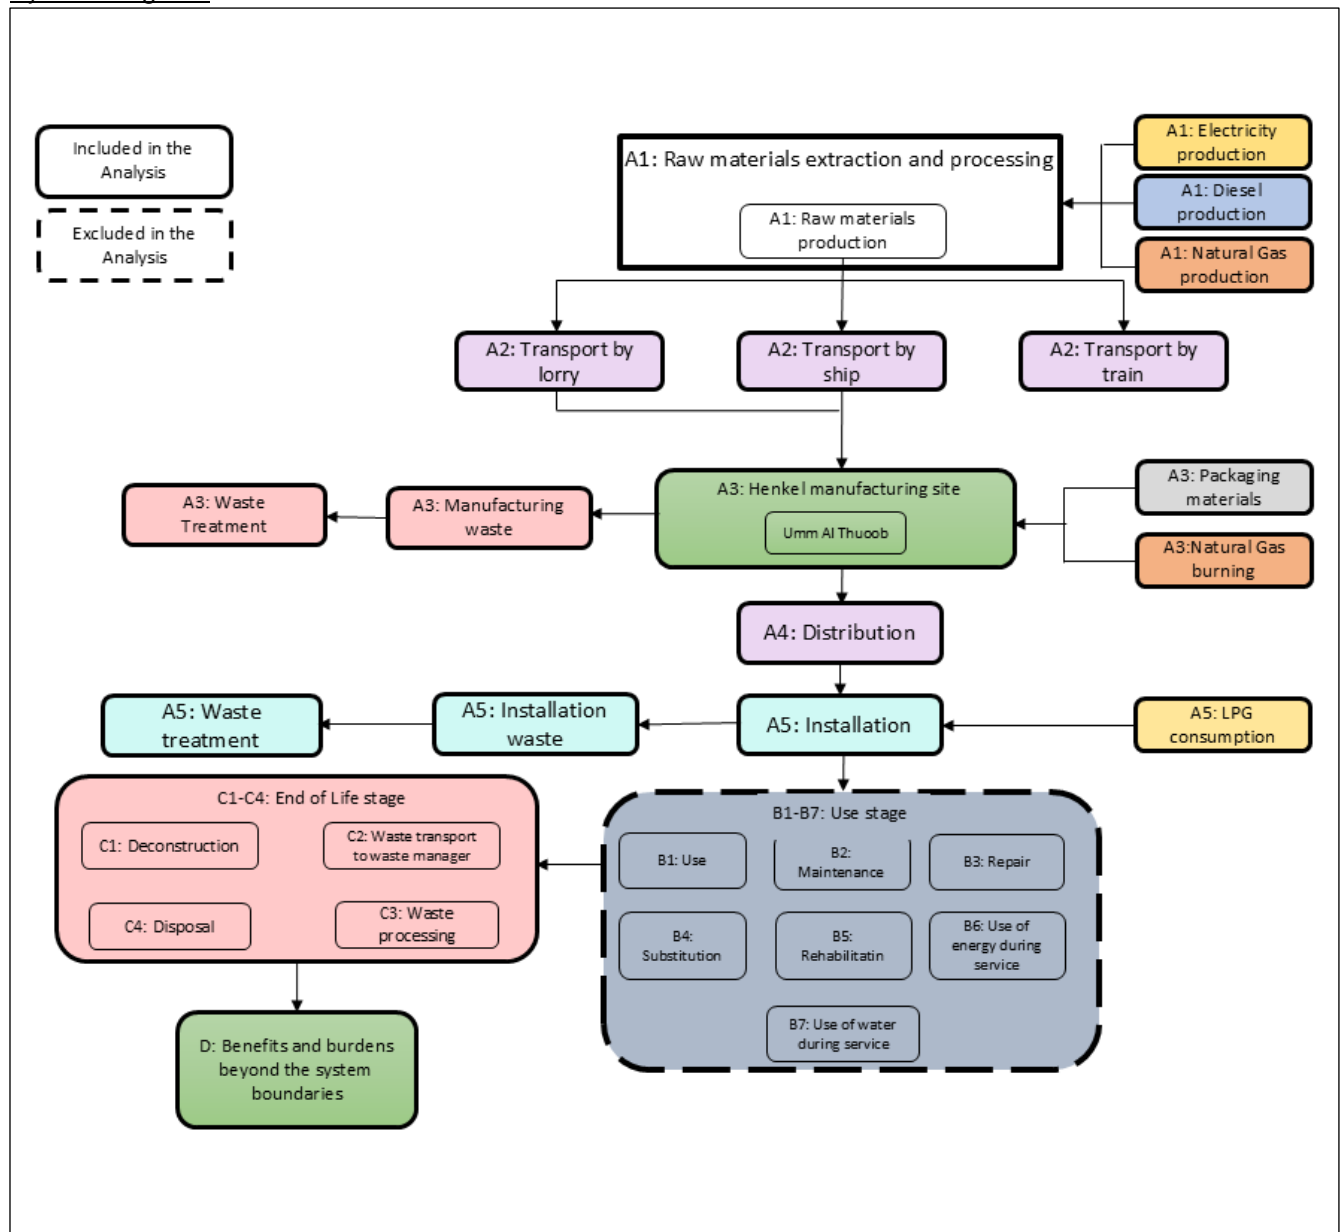 Included in the
Analysis
Excluded in the
Analysis
A1: Raw materials extraction and processing
A1: Raw materials
production
A1: Electricity
production
A1: Diesel
production
A1: Natural Gas
production
A2: Transport by
lorry
A2: Transport by
ship
A2: Transport by
train
A3: Waste
Treatment
A3: Manufacturing
waste
A3: Henkel manufacturing site
Umm Al Thuoob
A3: Packaging
materials
A3:Natural Gas
burning
A4: Distribution
A5: Waste
treatment
A5: Installation
waste
A5: Installation
A5: LPG
consumption
C1-C4: End of Life stage
C1: Deconstruction
C2: Waste transport
to waste manager
C4: Disposal
C3: Waste
processing
B1-B7: Use stage
B1: Use
B2:
Maintenance
B3: Repair
B4:
Substitution
B5:
Rehabilitatin
B6: Use of
energy during
service
B7: Use of water
during service
D: Benefits and burdens
beyond the system
boundaries